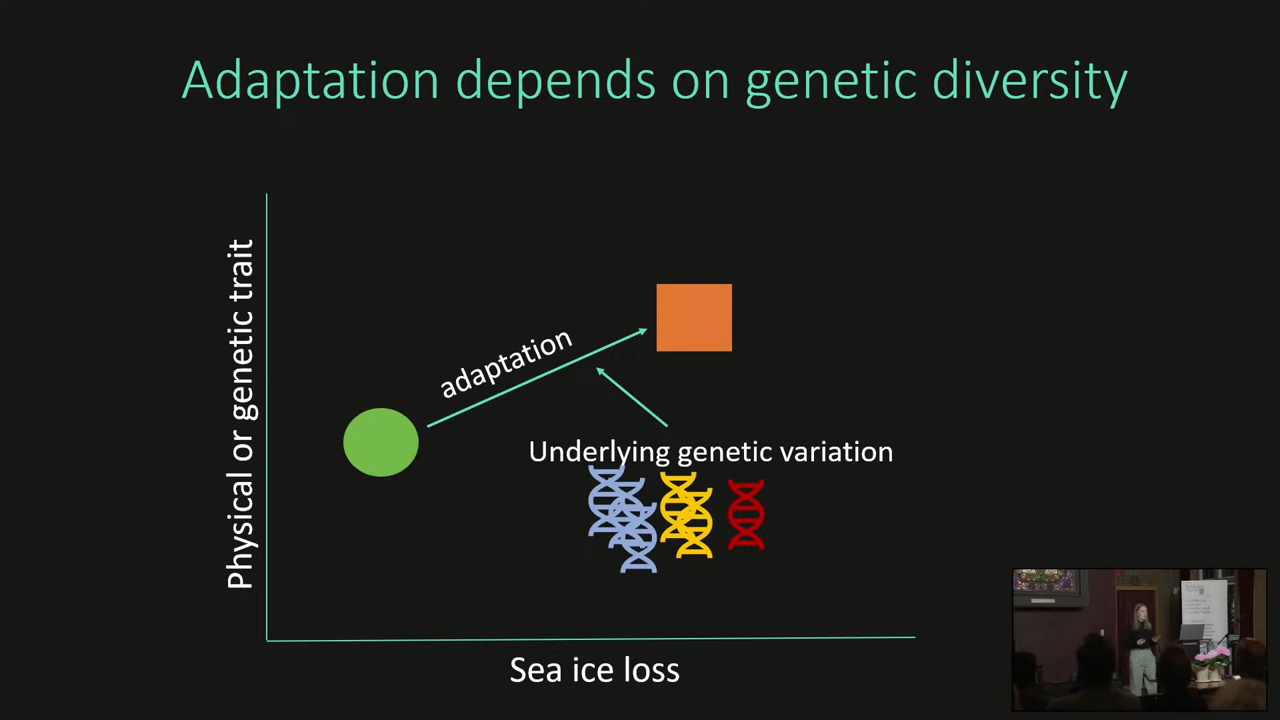 Adaptation depends on genetic diversity
Physical or genetic trait
adaptation
Underlying genetic variation
Sea ice loss